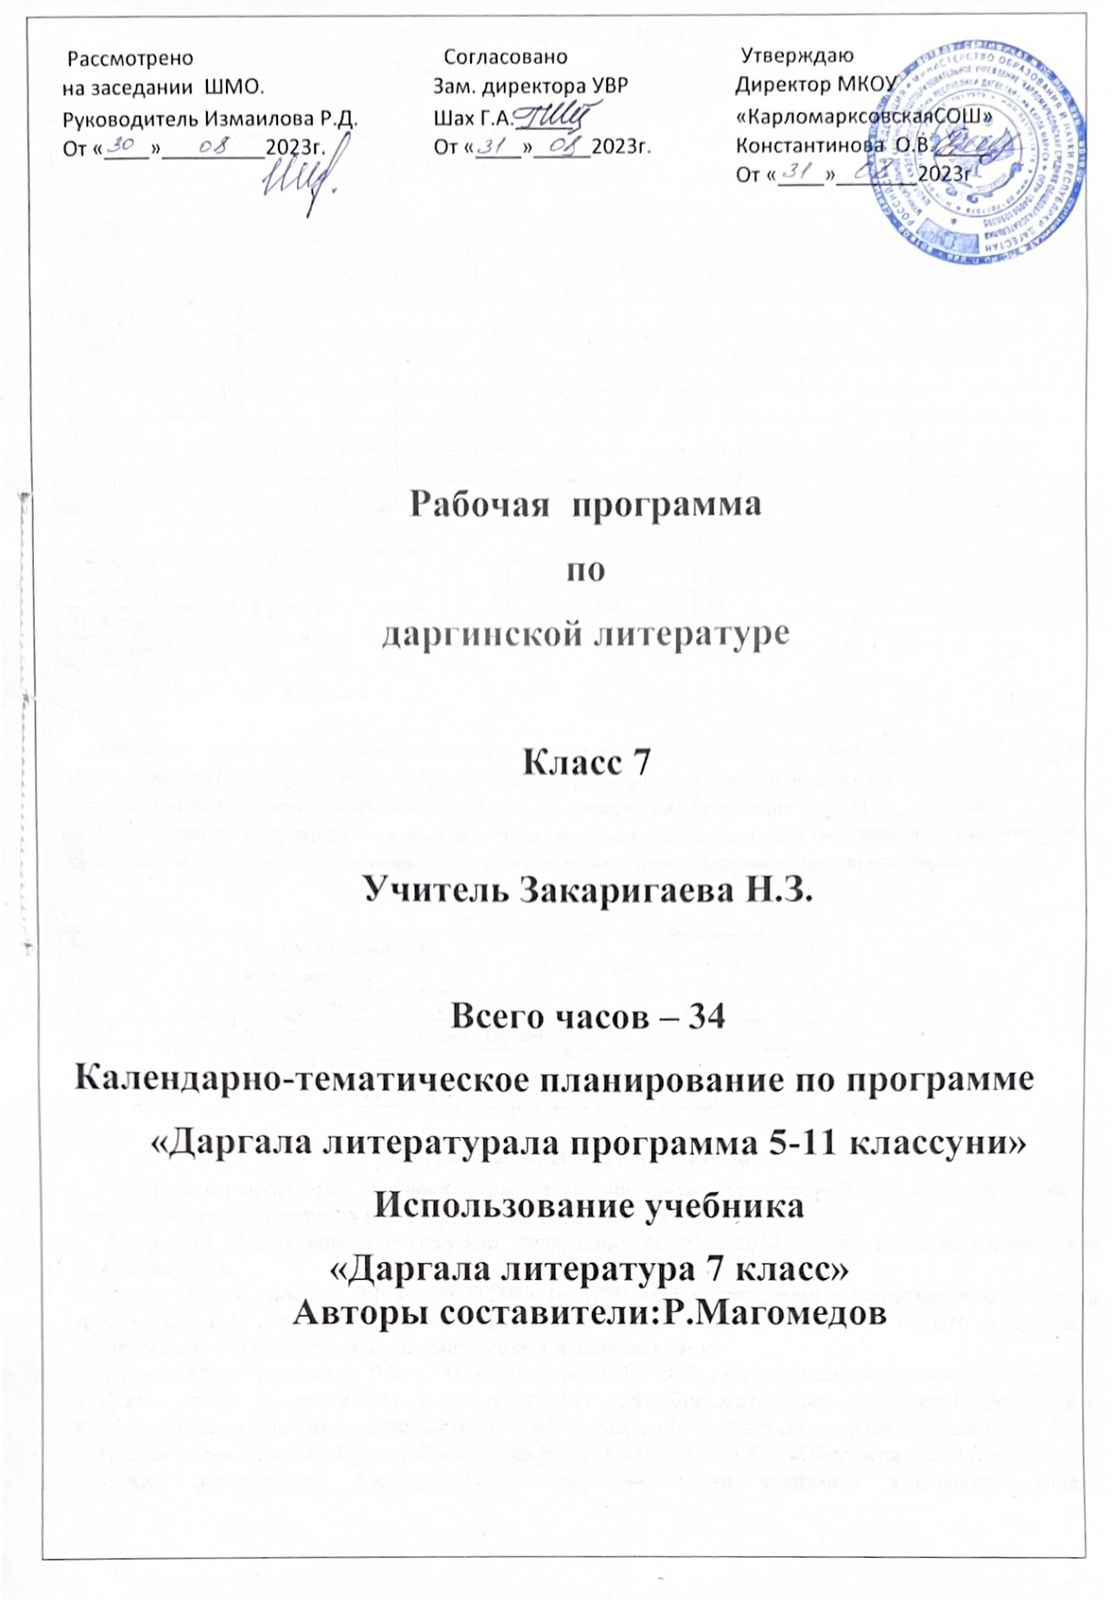 Рассмотрено
на заседании ШМО.
Руководитель Измаилова Р.Д.
От «30» 08 2023г.
Согласовано
Зам. директора УВР
Шах Г.А.
От «31» 08 2023г.
Утверждаю
Директор МКОУ
«КарломарксовскаяСОШ»
Константинова О.В.
От «31» 08 2023г
Рабочая программа
по
даргинской литературе
Класс 7
Учитель Закаригаева Н.З.
Всего часов – 34
Календарно-тематическое планирование по программе
«Даргала литературала программа 5-11 классуни»
Использование учебника
«Даргала литература 7 класс»
Авторы составители:Р.Магомедов